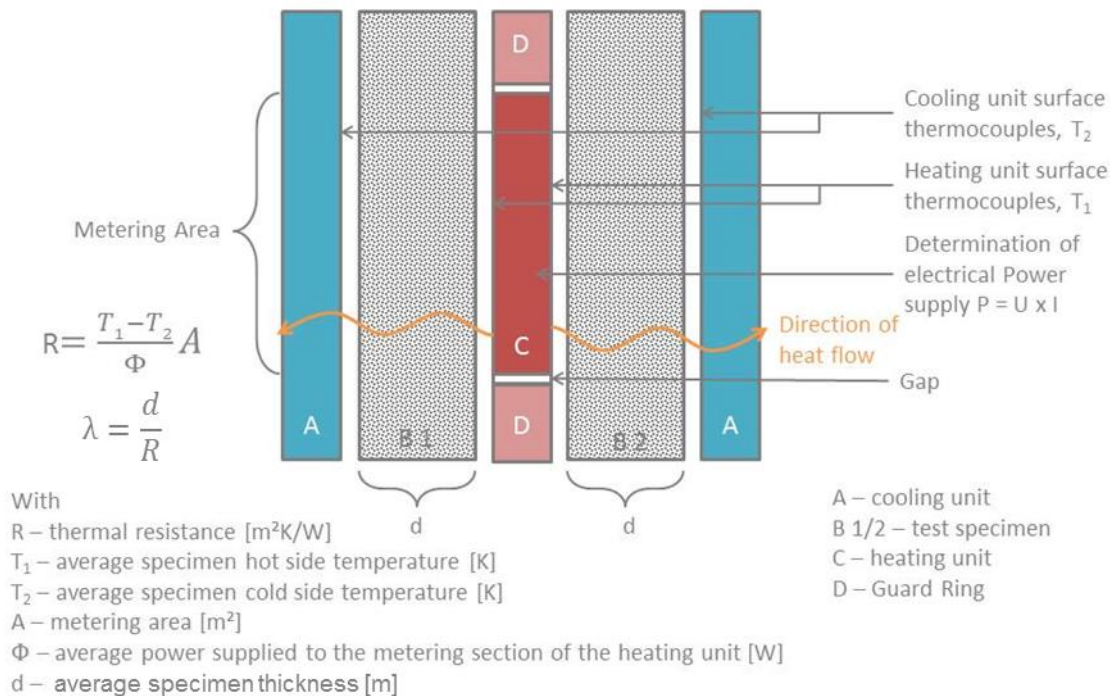 D
Cooling unit surface
thermocouples, T₂
Heating unit surface
thermocouples, T₁
Metering Area
Determination of
electrical Power
supply P = U x I
R= T₁−T₂ / Φ A
Direction of
heat flow
C
Gap
λ = d / R
A
B 1
D
B 2
A
d
d
With
R – thermal resistance [m²K/W]
T₁ – average specimen hot side temperature [K]
T₂ – average specimen cold side temperature [K]
A – metering area [m²]
Φ – average power supplied to the metering section of the heating unit [W]
d – average specimen thickness [m]
A – cooling unit
B 1/2 – test specimen
C – heating unit
D – Guard Ring